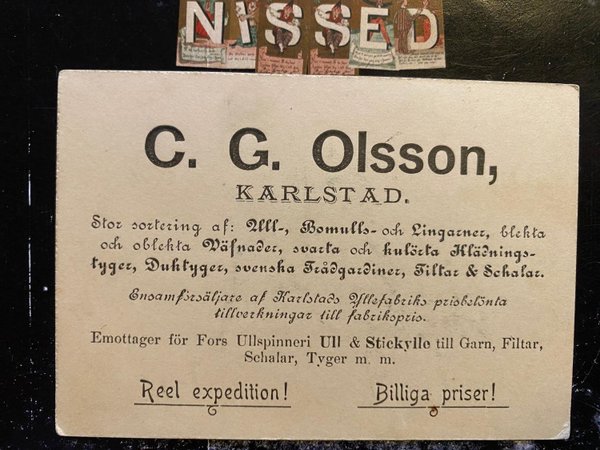 NISSED
C. G. Olsson,
KARLSTAD.
Stor sortering af: Ull-, Bomulls- och Lingarner, blekta
och oblekta Väfnader, svarta och kulörta Klädnings-
tyger, Duktyger, svenska Trådgardiner, Filtar & Schalar.
Ensamförsäljare af Karlstads Yllefabriks prisbelönta
tillverkningar till fabrikspris.
Emottager för Fors Ullspinneri Ull & Stickylle till Garn, Filtar,
Schalar, Tyger m. m.
Reel expedition! Billiga priser!